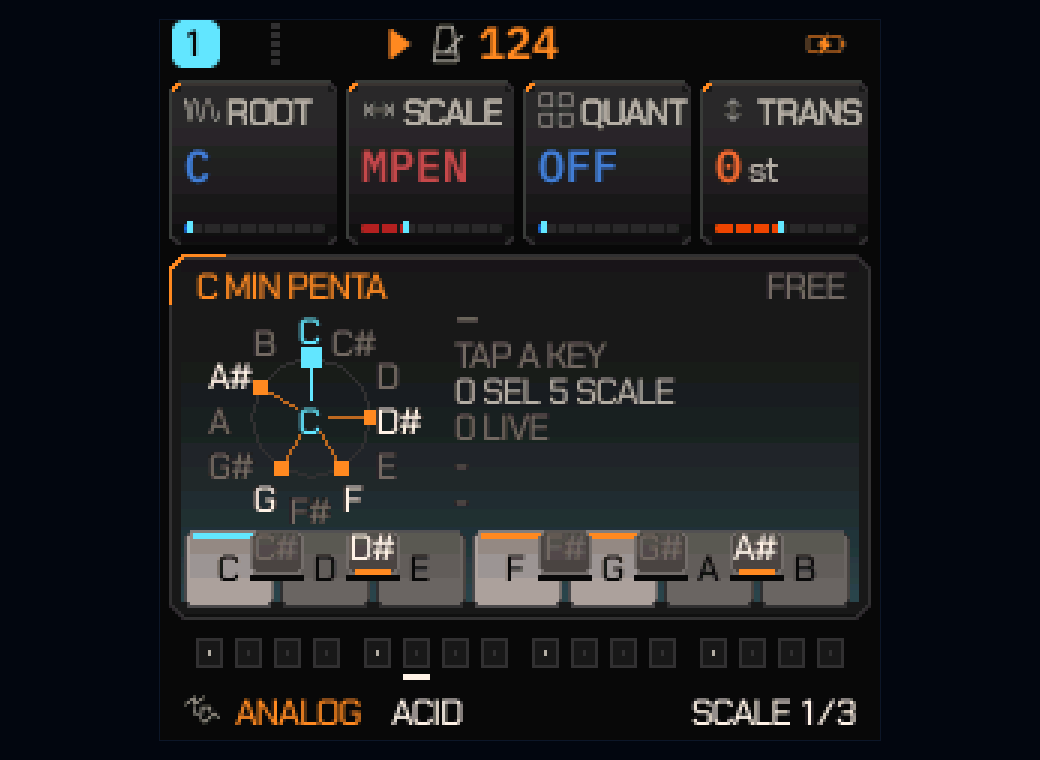 1 124
ROOT SCALE QUANT TRANS
C MPEN OFF 0 st
C MIN PENTA FREE
C
B C#
A# D
TAP A KEY
0 SEL 5 SCALE
A C D#
0 LIVE
G# E
-
G F
F#
-
C# D# F# G# A#
C D E F G A B
ANALOG ACID SCALE 1/3